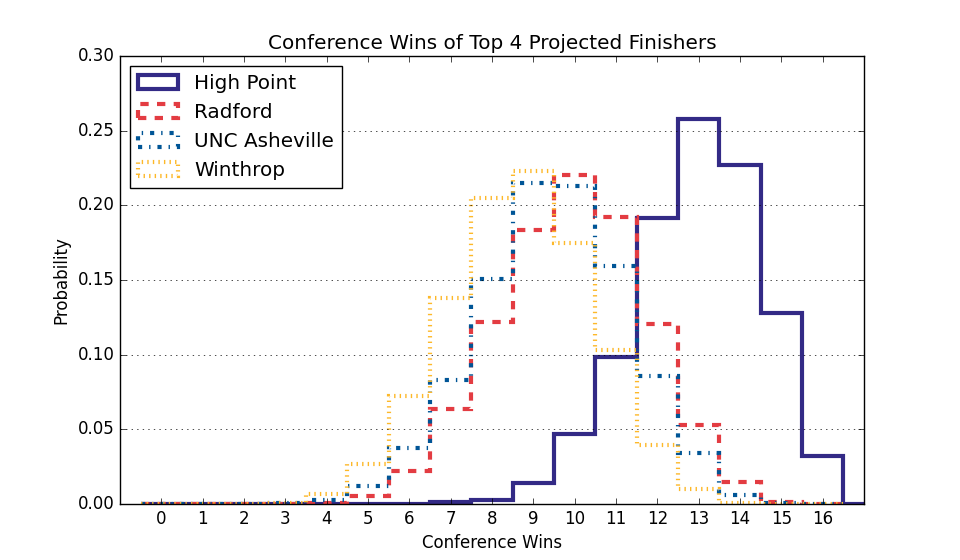 Conference Wins of Top 4 Projected Finishers
High Point
Radford
UNC Asheville
Winthrop
0.30
0.25
0.20
0.15
0.10
0.05
0.00
Probability
0 1 2 3 4 5 6 7 8 9 10 11 12 13 14 15 16
Conference Wins